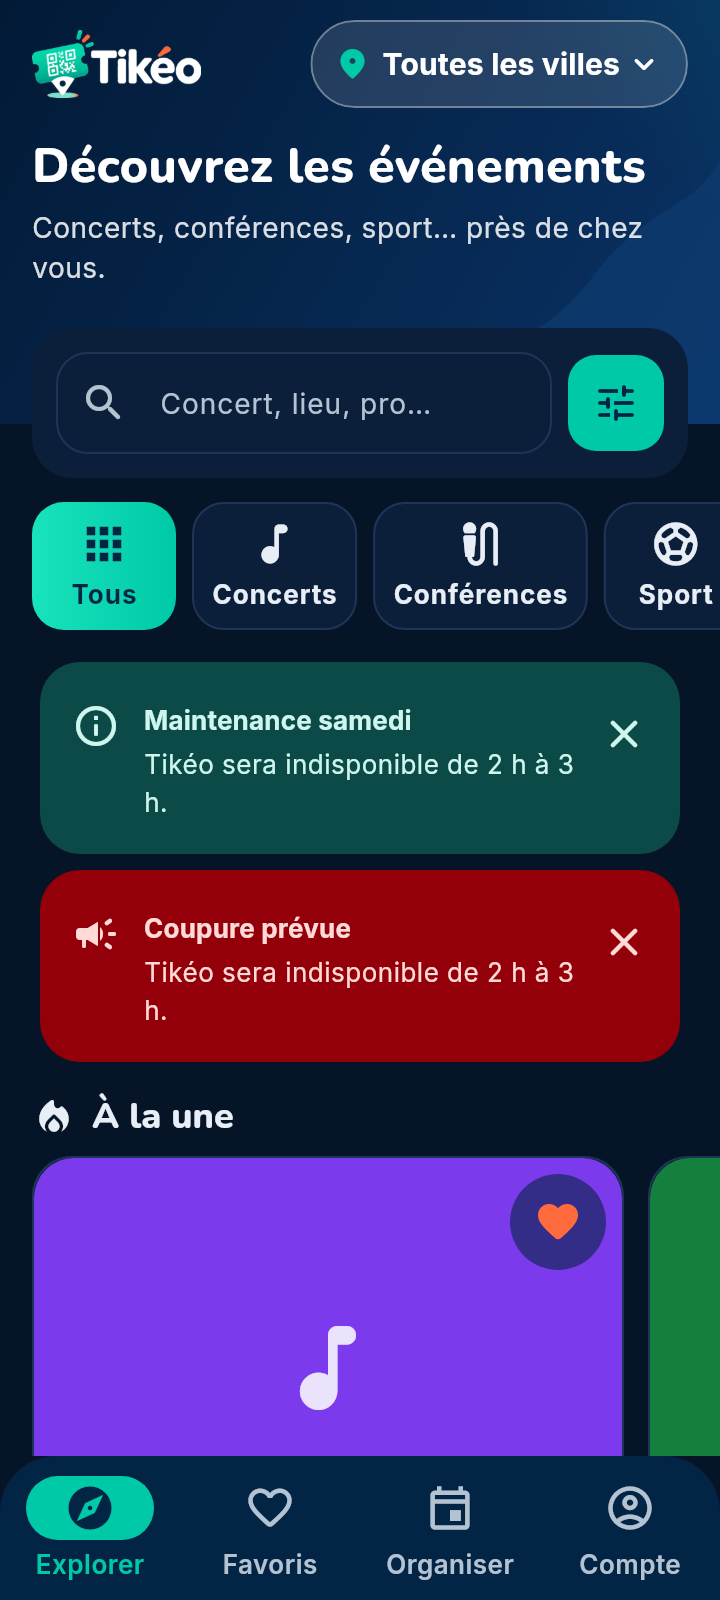 Tikéo
Toutes les villes
Découvrez les événements
Concerts, conférences, sport... près de chez
vous.
Concert, lieu, pro...
Tous
Concerts
Conférences
Sport
Maintenance samedi
Tikéo sera indisponible de 2 h à 3
h.
Coupure prévue
Tikéo sera indisponible de 2 h à 3
h.
À la une
Explorer
Favoris
Organiser
Compte